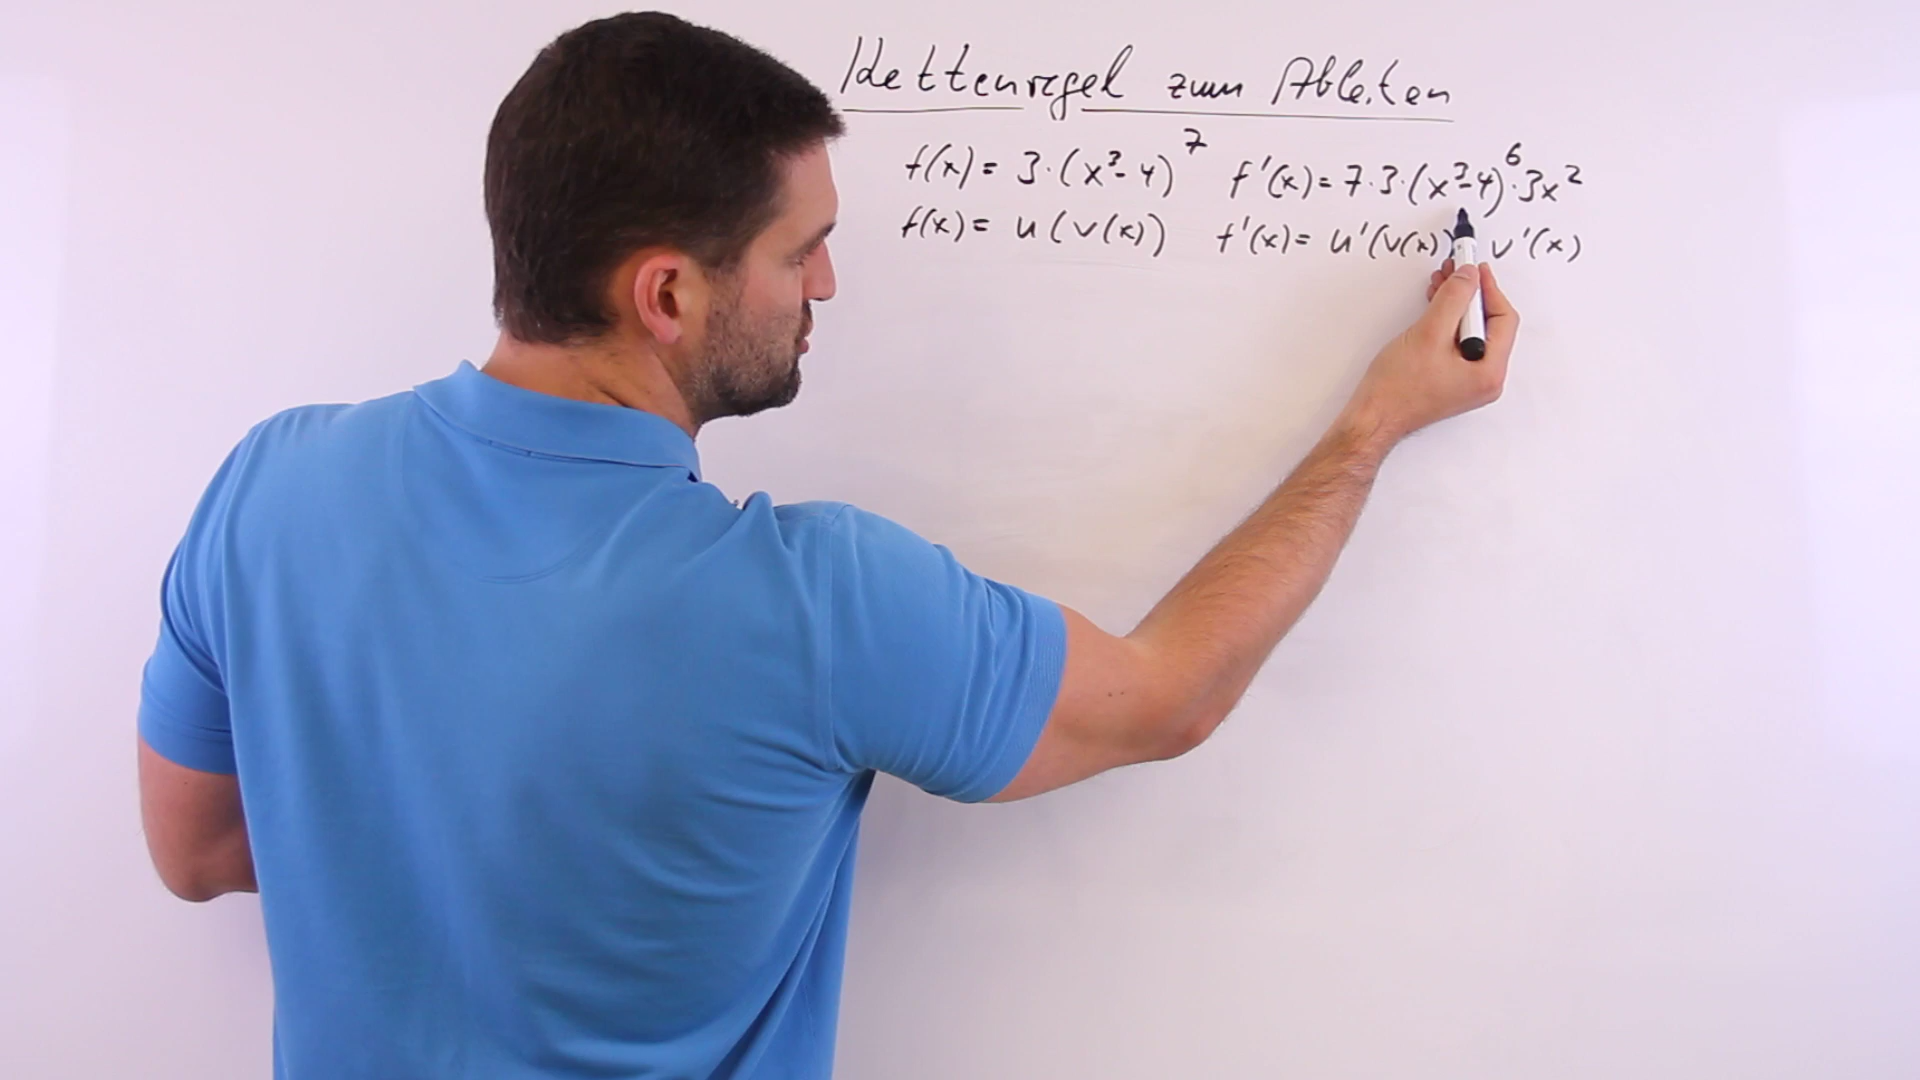 Kettenregel zum Ableiten
f(x) = 3·(x³-4)⁷ f'(x) = 7·3·(x³-4)⁶·3x²
f(x) = u(v(x)) f'(x) = u'(v(x)) v'(x)